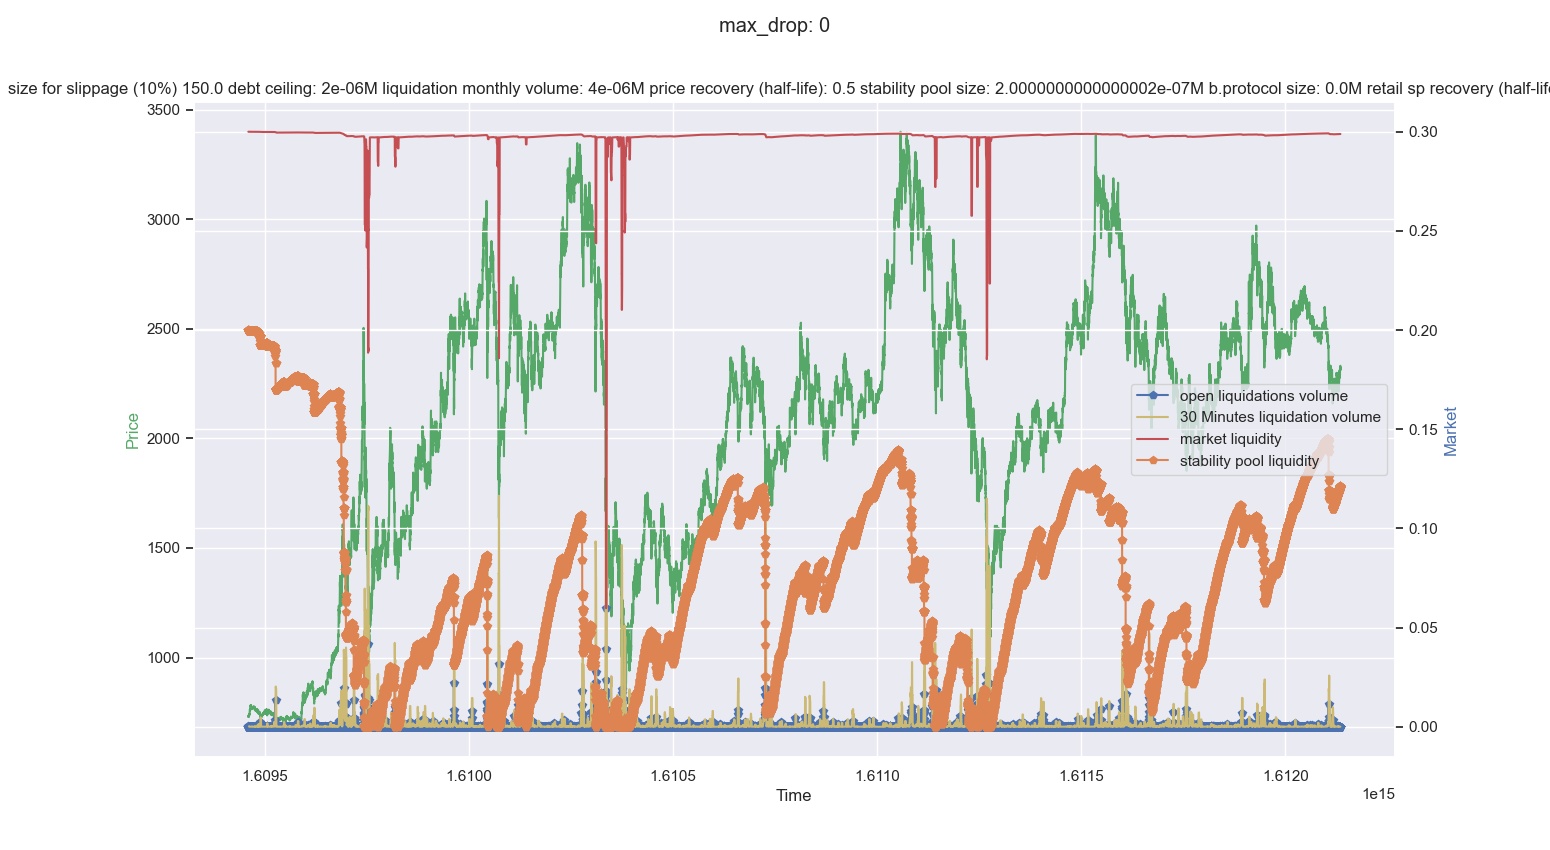 max_drop: 0
size for slippage (10%) 150.0 debt ceiling: 2e-06M liquidation monthly volume: 4e-06M price recovery (half-life): 0.5 stability pool size: 2.0000000000000002e-07M b.protocol size: 0.0M retail sp recovery (half-life
3500
3000
2500
2000
1500
1000
Price
0.30
0.25
0.20
0.15
0.10
0.05
0.00
Market
open liquidations volume
30 Minutes liquidation volume
market liquidity
stability pool liquidity
1.6095 1.6100 1.6105 1.6110 1.6115 1.6120
1e15
Time